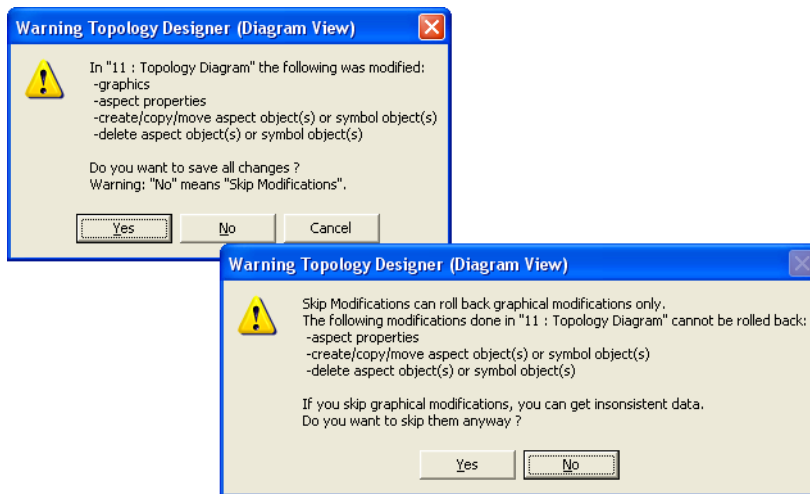 Warning Topology Designer (Diagram View)
In "11 : Topology Diagram" the following was modified:
-graphics
-aspect properties
-create/copy/move aspect object(s) or symbol object(s)
-delete aspect object(s) or symbol object(s)
Do you want to save all changes ?
Warning: "No" means "Skip Modifications".
Yes No Cancel
Warning Topology Designer (Diagram View)
Skip Modifications can roll back graphical modifications only.
The following modifications done in "11 : Topology Diagram" cannot be rolled back:
-aspect properties
-create/copy/move aspect object(s) or symbol object(s)
-delete aspect object(s) or symbol object(s)
If you skip graphical modifications, you can get insonsistent data.
Do you want to skip them anyway ?
Yes No